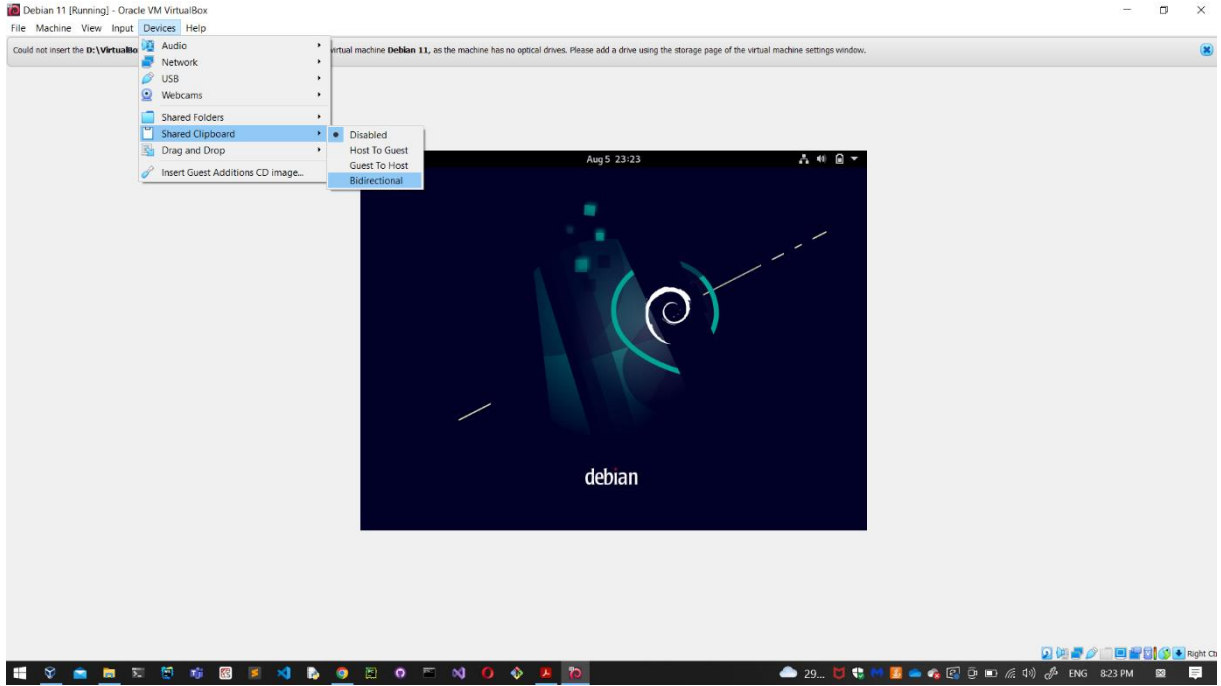 Debian 11 [Running] - Oracle VM VirtualBox
File Machine View Input Devices Help
Could not insert the D:\VirtualBo
virtual machine Debian 11, as the machine has no optical drives. Please add a drive using the storage page of the virtual machine settings window.
Audio
Network
USB
Webcams
Shared Folders
Shared Clipboard
Drag and Drop
Insert Guest Additions CD image...
Disabled
Host To Guest
Guest To Host
Bidirectional
Aug 5 23:23
debian
Right Ct
29... ENG 8:23 PM